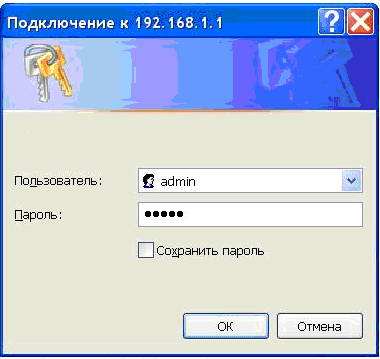 Подключение к 192.168.1.1
Пользователь: admin
Пароль: •••••
Сохранить пароль
ОК Отмена